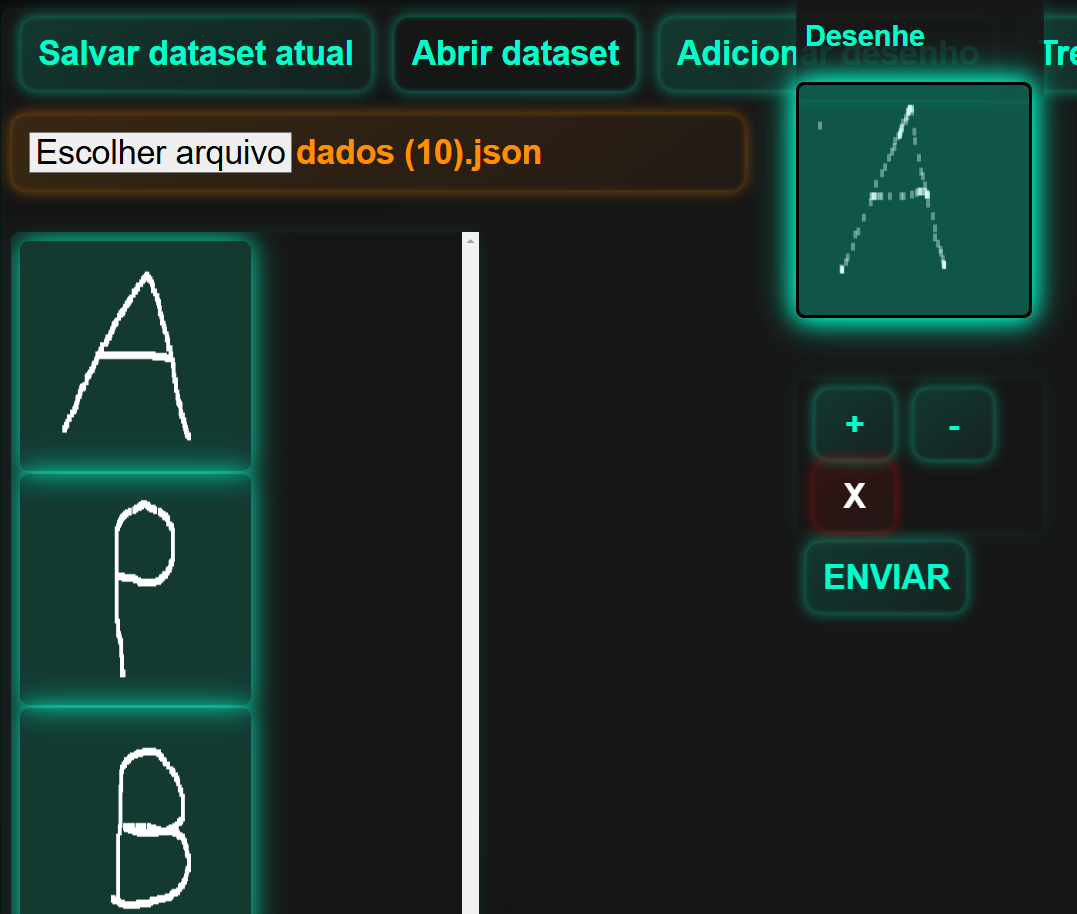 Salvar dataset atual
Abrir dataset
Adicionar desenho
Tre
Desenhe
Escolher arquivo dados (10).json
A
A
P
B
+
-
X
ENVIAR